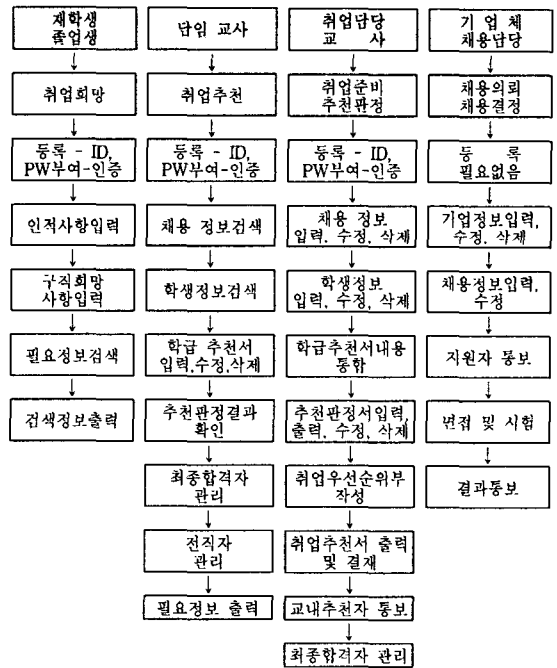 재학생
졸업생
취업희망
등록 - ID,
PW부여-인증
인적사항입력
구직희망
사항입력
필요정보검색
검색정보출력
담임 교사
취업추천
등록 - ID,
PW부여-인증
채용 정보검색
학생정보검색
학급 추천서
입력,수정,삭제
추천판정결과
확인
최종합격자
관리
전직자
관리
필요정보 출력
취업담당
교 사
취업준비
추천판정
등록 - ID,
PW부여-인증
채용 정보
입력, 수정, 삭제
학생정보
입력, 수정, 삭제
학급추천서내용
통합
추천판정서입력,
출력, 수정, 삭제
취업우선순위부
작성
취업추천서 출력
및 결재
교내추천자 통보
최종합격자 관리
기 업 체
채용담당
채용의뢰
채용결정
등 록
필요없음
기업정보입력,
수정, 삭제
채용정보입력,
수정
지원자 통보
면접 및 시험
결과통보